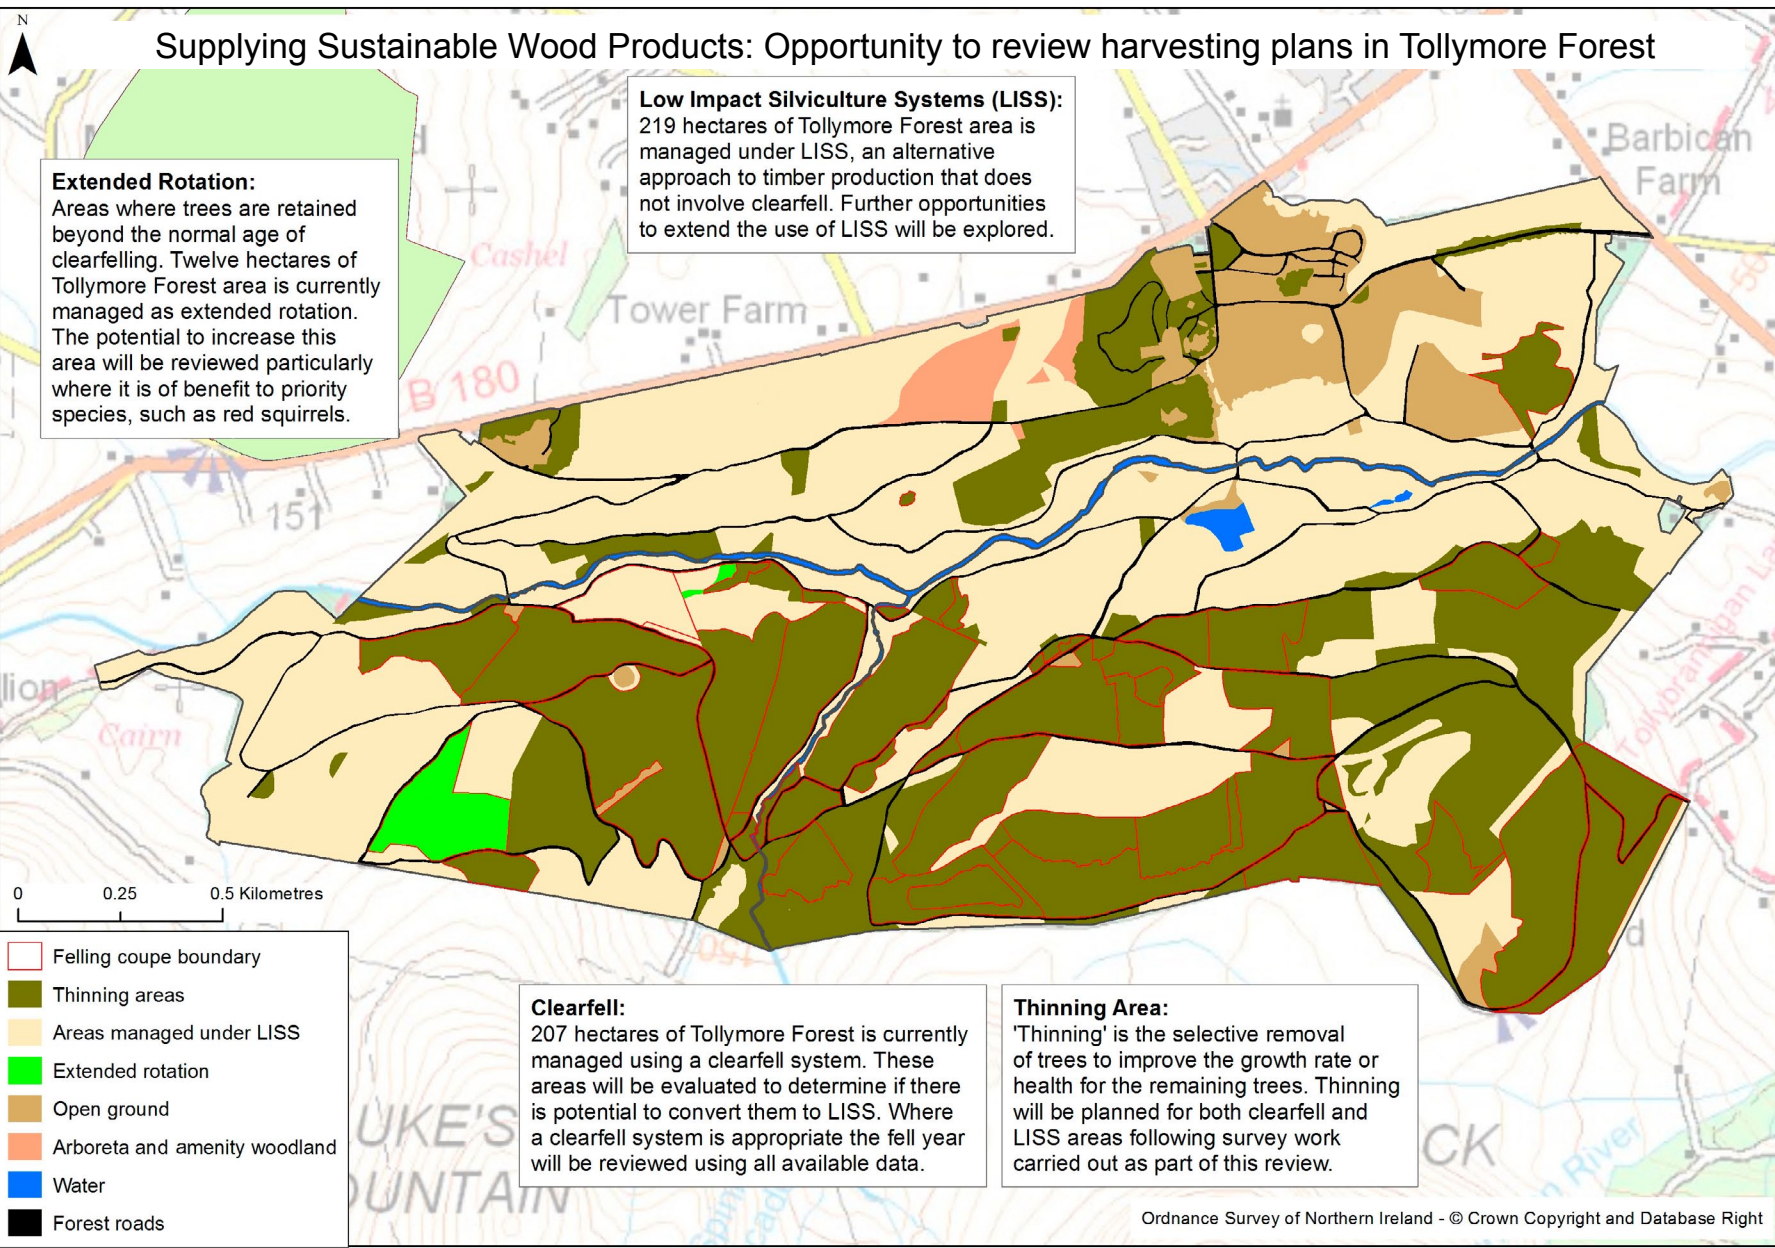 N
Supplying Sustainable Wood Products: Opportunity to review harvesting plans in Tollymore Forest
Low Impact Silviculture Systems (LISS):
219 hectares of Tollymore Forest area is
managed under LISS, an alternative
approach to timber production that does
not involve clearfell. Further opportunities
to extend the use of LISS will be explored.
Extended Rotation:
Areas where trees are retained
beyond the normal age of
clearfelling. Twelve hectares of
Tollymore Forest area is currently
managed as extended rotation.
The potential to increase this
area will be reviewed particularly
where it is of benefit to priority
species, such as red squirrels.
Barbican
Farm
Cashel
Tower Farm
B 180
151
lion
Cairn
0 0.25 0.5 Kilometres
Felling coupe boundary
Thinning areas
Areas managed under LISS
Extended rotation
Open ground
Arboreta and amenity woodland
Water
Forest roads
150
d
Clearfell:
207 hectares of Tollymore Forest is currently
managed using a clearfell system. These
areas will be evaluated to determine if there
is potential to convert them to LISS. Where
a clearfell system is appropriate the fell year
will be reviewed using all available data.
Thinning Area:
'Thinning' is the selective removal
of trees to improve the growth rate or
health for the remaining trees. Thinning
will be planned for both clearfell and
LISS areas following survey work
carried out as part of this review.
UKE'S
OUNTAIN
CK
River
Ordnance Survey of Northern Ireland - © Crown Copyright and Database Right